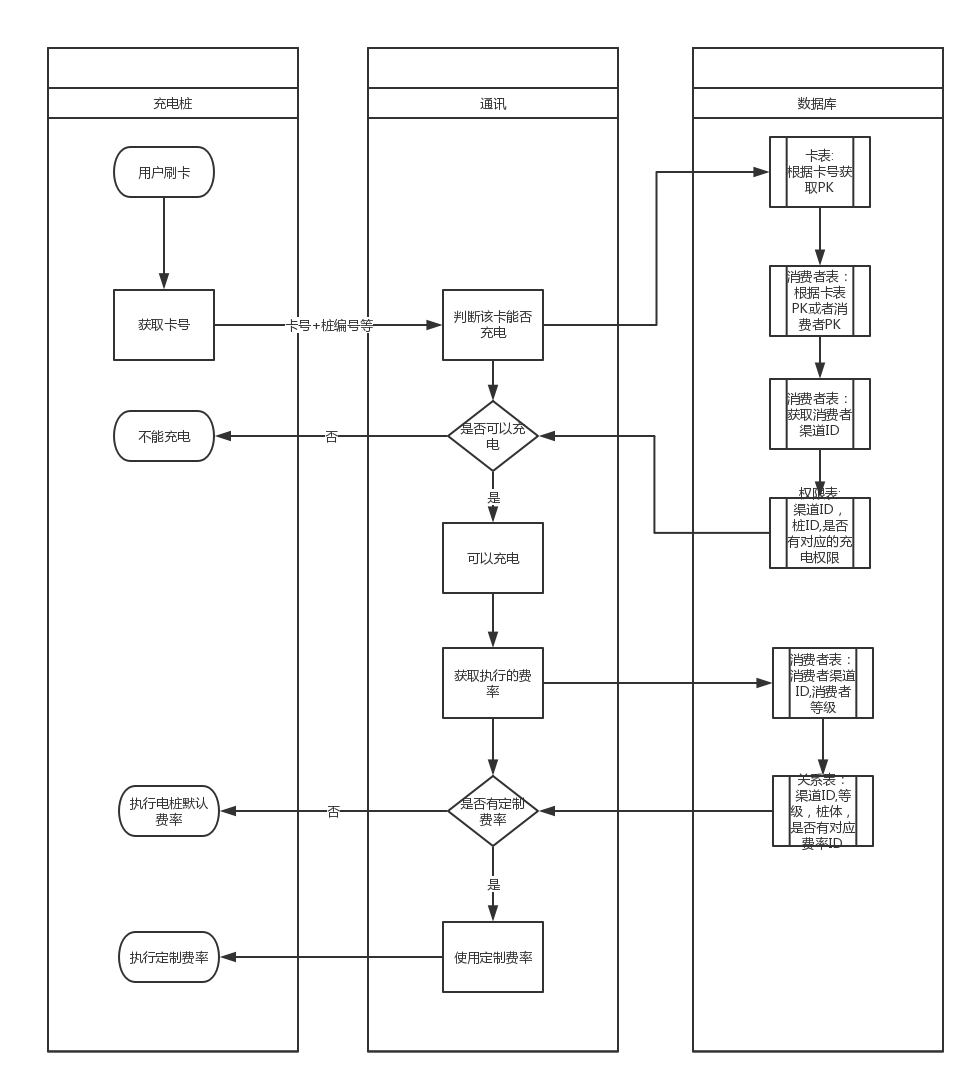 充电桩
通讯
数据库
用户刷卡
卡表:
根据卡号获
取PK
获取卡号
卡号+桩编号等
判断该卡能否
充电
消费者表：
根据卡表
PK或者消
费者PK
不能充电
否
是否可以充
电
消费者表：
获取消费者
渠道ID
是
权限表:
渠道ID，
桩ID,是否
有对应的充
电权限
可以充电
获取执行的费
率
消费者表：
消费者渠道
ID,消费者
等级
执行电桩默认
费率
否
是否有定制
费率
关系表：
渠道ID,等
级，桩体，
是否有对应
费率ID
是
执行定制费率
使用定制费率